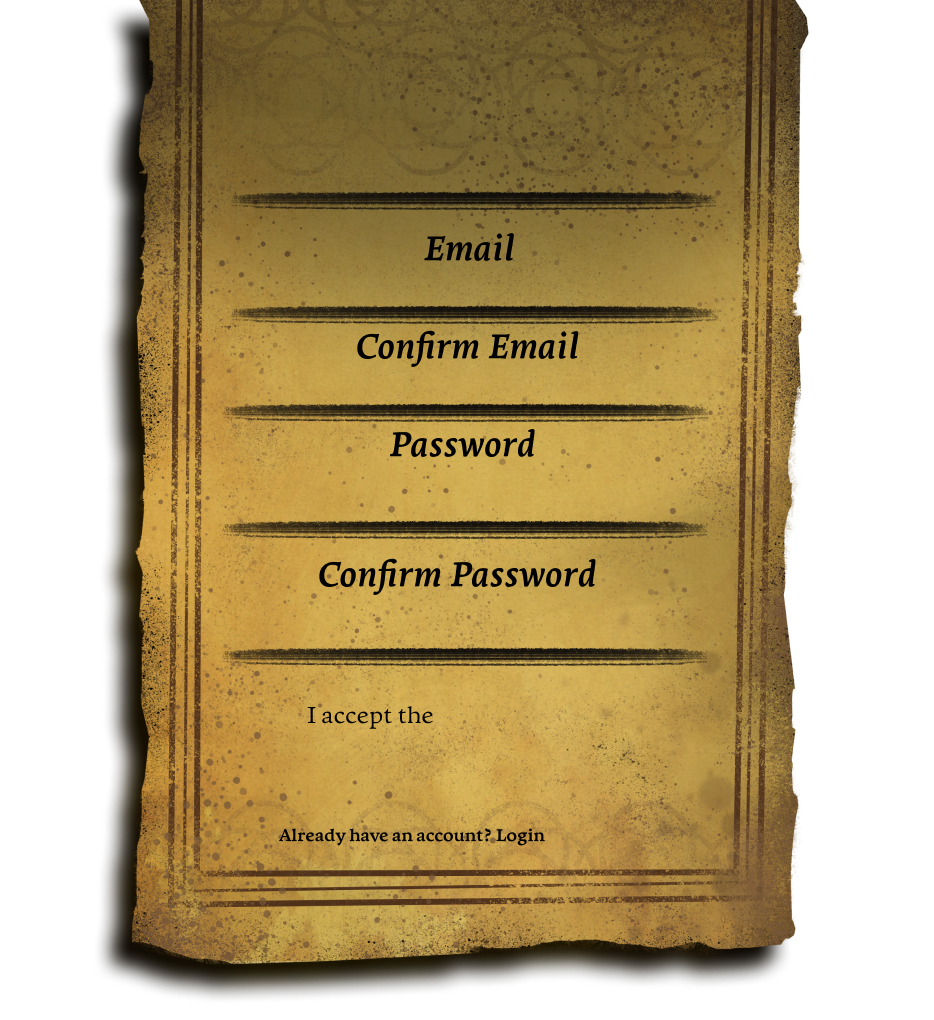 Email
Confirm Email
Password
Confirm Password
I accept the
Already have an account? Login